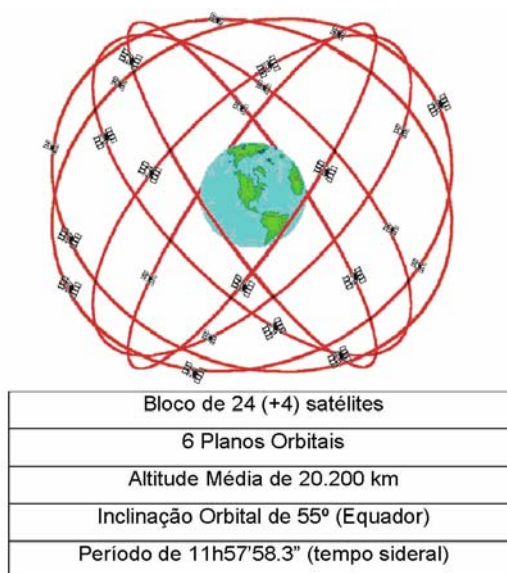 Bloco de 24 (+4) satélites
6 Planos Orbitais
Altitude Média de 20.200 km
Inclinação Orbital de 55º (Equador)
Período de 11h57’58.3” (tempo sideral)